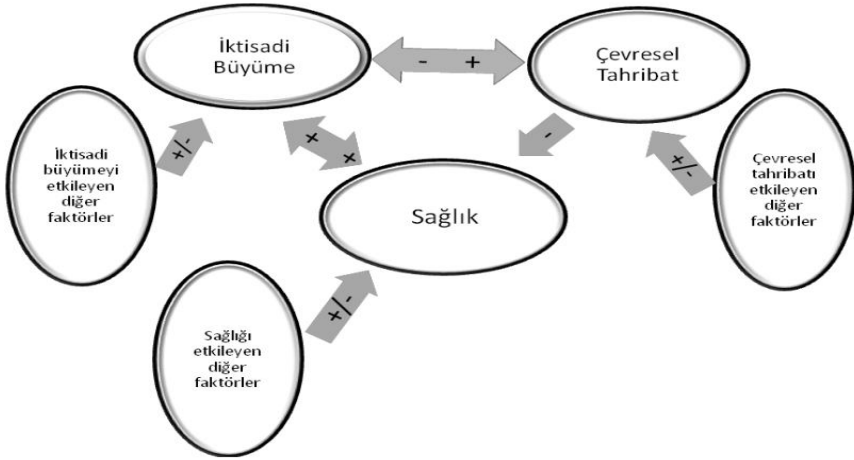 İktisadi
Büyüme
- +
Çevresel
Tahribat
İktisadi
büyümeyi
etkileyen
diğer
faktörler
+/-
+ +
-
+/-
Çevresel
tahribatı
etkileyen
diğer
faktörler
Sağlık
+/-
Sağlığı
etkileyen
diğer
faktörler